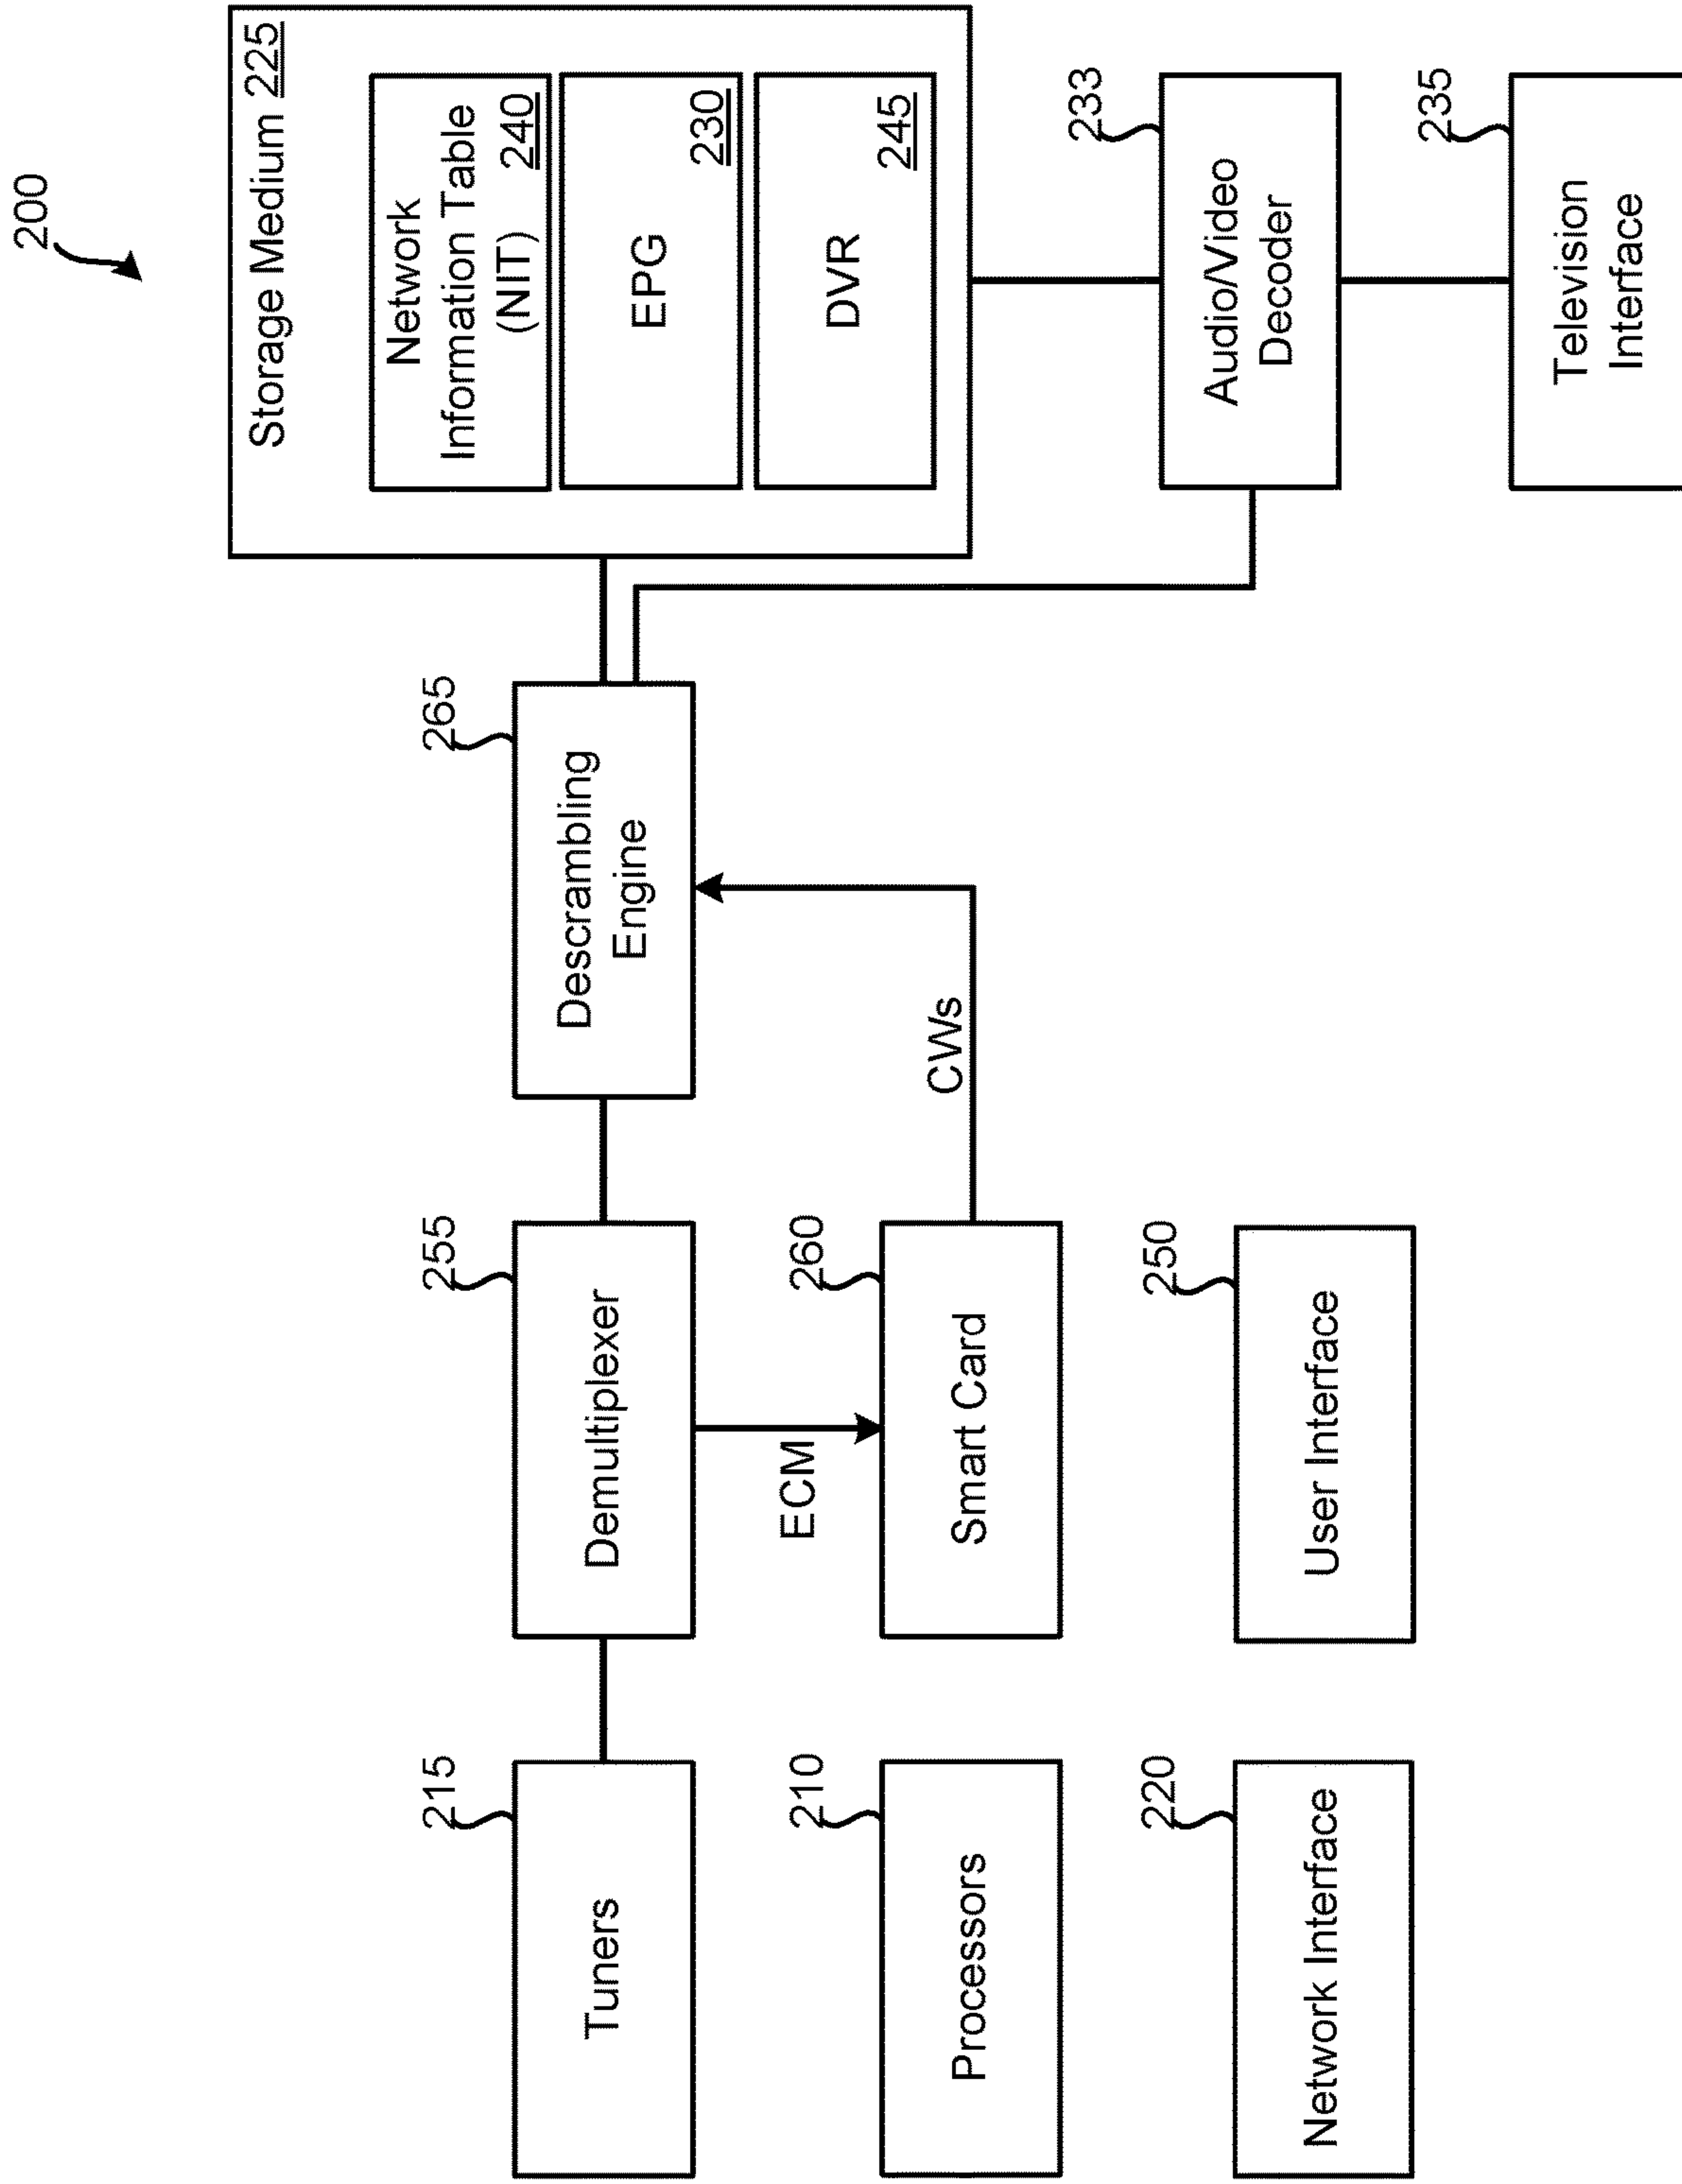 200
Storage Medium 225
Network
Information Table
(NIT) 240
EPG 230
DVR 245
215
Tuners
255
Demultiplexer
265
Descrambling
Engine
ECM
CWs
210
Processors
260
Smart Card
233
Audio/Video
Decoder
220
Network Interface
250
User Interface
235
Television
Interface